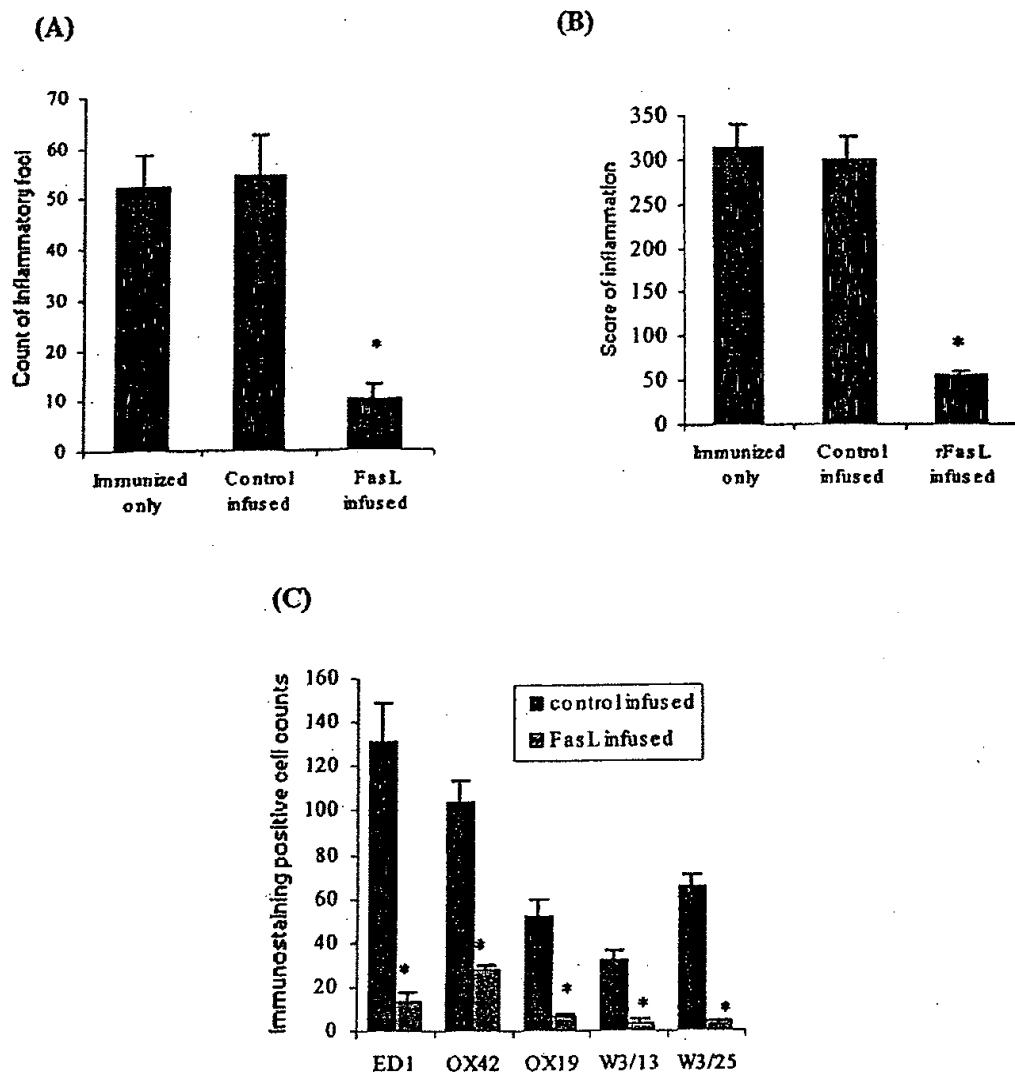 (A)
Count of Inflammatory foci
70
60
50
40
30
20
10
0
Immunized only
Control infused
FasL infused
*
(B)
Score of inflammation
350
300
250
200
150
100
50
0
Immunized only
Control infused
rFasL infused
*
(C)
Immunostaining positive cell counts
160
140
120
100
80
60
40
20
0
control infused
FasL infused
*
*
*
*
*
ED1
OX42
OX19
W3/13
W3/25